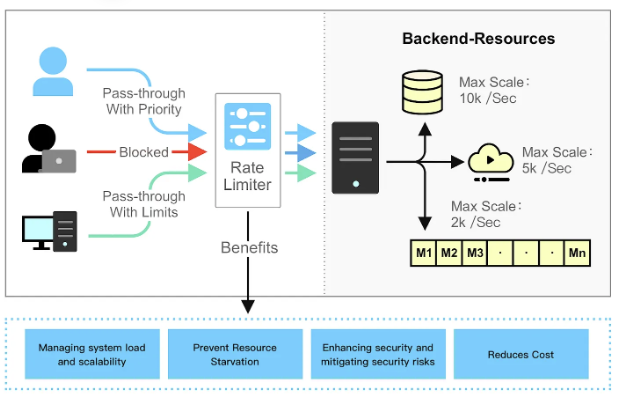 Backend-Resources
Pass-through
With Priority
Blocked
Pass-through
With Limits
Rate
Limiter
Benefits
Max Scale:
10k /Sec
Max Scale:
5k /Sec
Max Scale:
2k /Sec
M1 M2 M3 · · · Mn
Managing system load
and scalability
Prevent Resource
Starvation
Enhancing security and
mitigating security risks
Reduces Cost